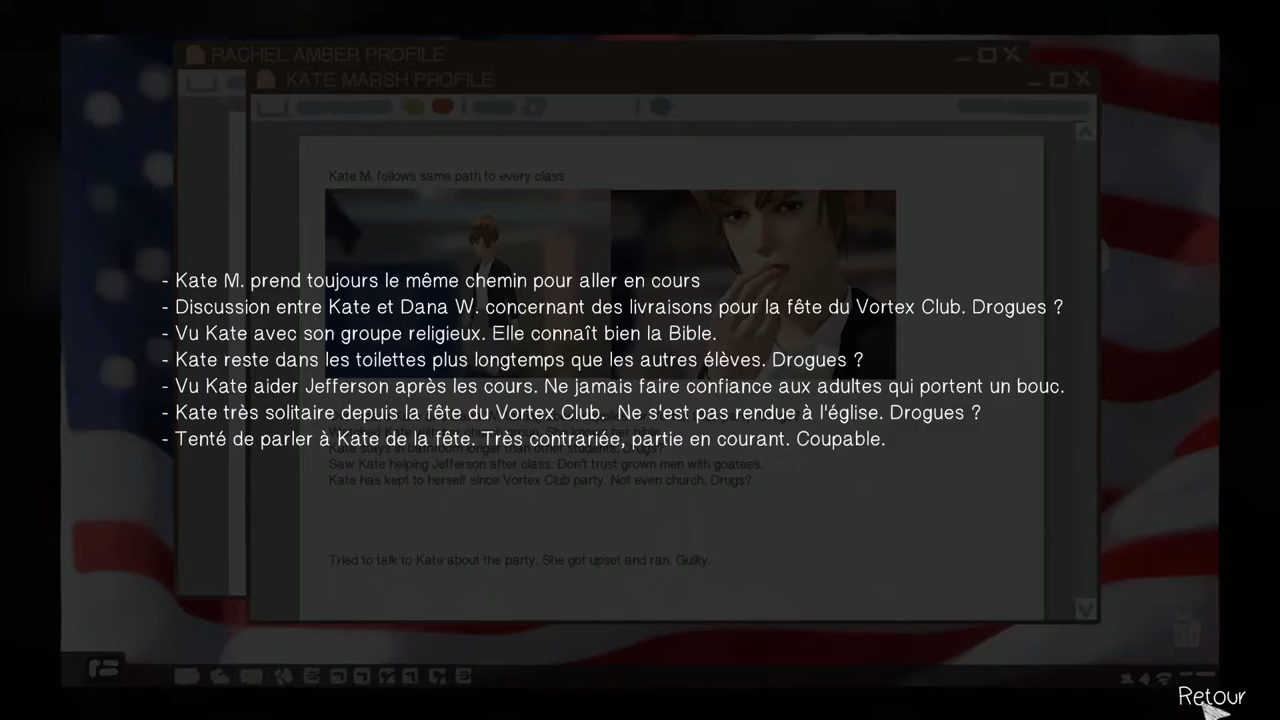 RACHEL AMBER PROFILE
KATE MARSH PROFILE
Kate M. follows same path to every class
- Kate M. prend toujours le même chemin pour aller en cours
- Discussion entre Kate et Dana W. concernant des livraisons pour la fête du Vortex Club. Drogues ?
- Vu Kate avec son groupe religieux. Elle connaît bien la Bible.
- Kate reste dans les toilettes plus longtemps que les autres élèves. Drogues ?
- Vu Kate aider Jefferson après les cours. Ne jamais faire confiance aux adultes qui portent un bouc.
- Kate très solitaire depuis la fête du Vortex Club. Ne s'est pas rendue à l'église. Drogues ?
- Tenté de parler à Kate de la fête. Très contrariée, partie en courant. Coupable.
Kate stays in bathroom longer than other students. Drugs?
Saw Kate helping Jefferson after class. Don't trust grown men with goatees.
Kate has kept to herself since Vortex Club party. Not even church. Drugs?
Tried to talk to Kate about the party. She got upset and ran. Guilty.
Retour